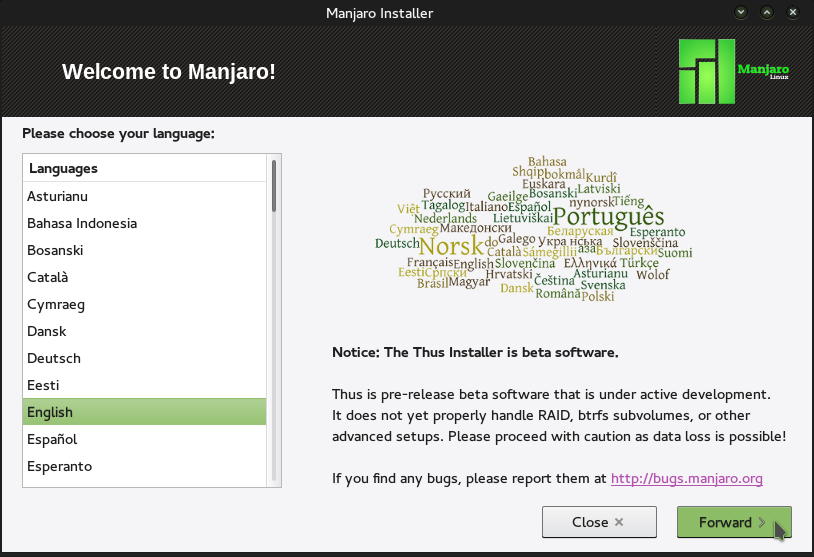 Manjaro Installer
Welcome to Manjaro!
Manjaro
Linux
Please choose your language:
Languages
Asturianu
Bahasa Indonesia
Bosanski
Català
Cymraeg
Dansk
Deutsch
Eesti
English
Español
Esperanto
Bahasa
Shqip bokmål Kurdî
Euskara
Русский Gaeilge Bosanski Latviski
Việt Tagalog Italiano Español nynorsk Tiếng
Nederlands Lietuviškai Português
Cymraeg Македонски Беларуская Esperanto
Deutsch Norsk do Galego Укра нська Slovenščina
Català Sámegillii Български Suomi
Français English Slovenčina Ελληνικά Türkçe
Eesti Српски Hrvatski Asturianu Wolof
Brasil Magyar Čeština Svenska
Dansk Română Polski
Notice: The Thus Installer is beta software.
Thus is pre-release beta software that is under active development.
It does not yet properly handle RAID, btrfs subvolumes, or other
advanced setups. Please proceed with caution as data loss is possible!
If you find any bugs, please report them at http://bugs.manjaro.org
Close
Forward